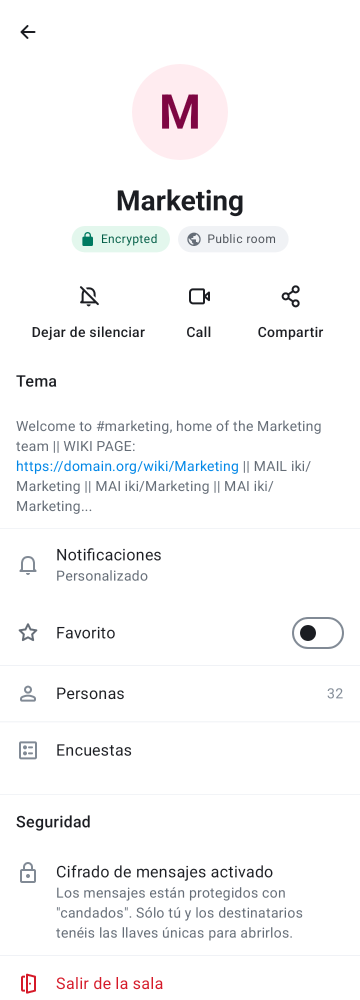 M
Marketing
Encrypted
Public room
Dejar de silenciar
Call
Compartir
Tema
Welcome to #marketing, home of the Marketing
team || WIKI PAGE:
https://domain.org/wiki/Marketing || MAIL iki/
Marketing || MAI iki/Marketing || MAI iki/
Marketing...
Notificaciones
Personalizado
Favorito
Personas
32
Encuestas
Seguridad
Cifrado de mensajes activado
Los mensajes están protegidos con
"candados". Sólo tú y los destinatarios
tenéis las llaves únicas para abrirlos.
Salir de la sala